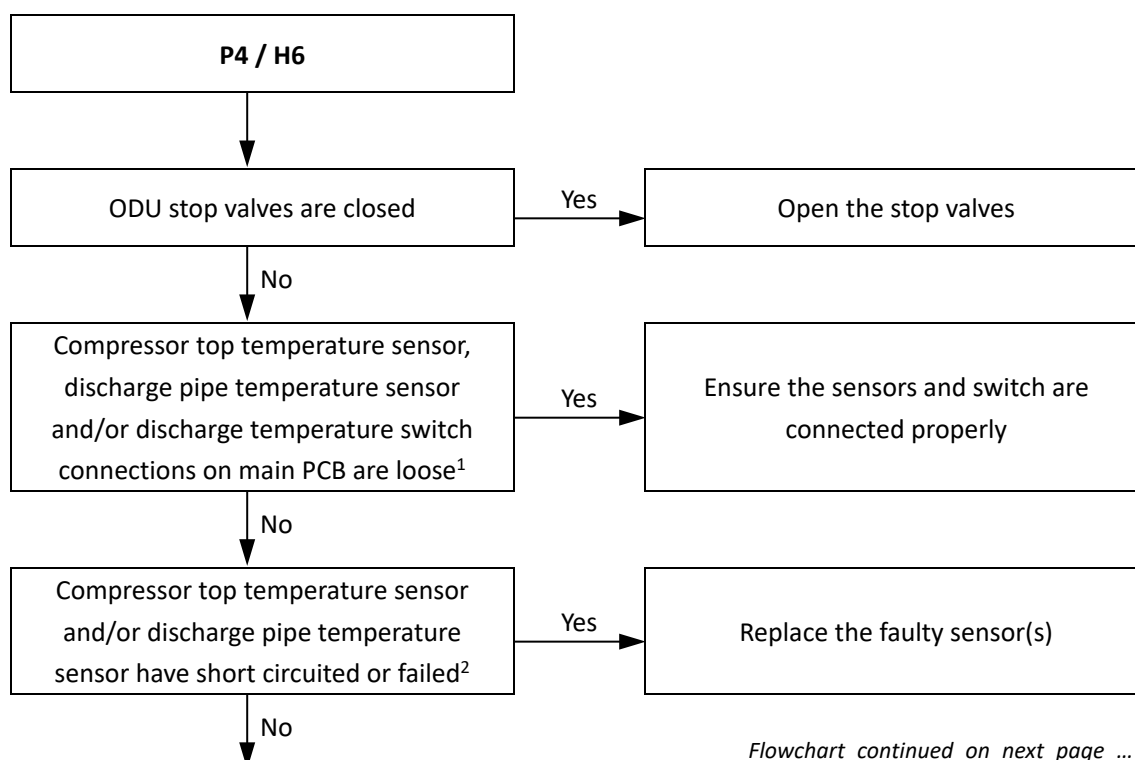 P4 / H6
ODU stop valves are closed
Yes
Open the stop valves
No
Compressor top temperature sensor,
discharge pipe temperature sensor
and/or discharge temperature switch
connections on main PCB are loose¹
Yes
Ensure the sensors and switch are
connected properly
No
Compressor top temperature sensor
and/or discharge pipe temperature
sensor have short circuited or failed²
Yes
Replace the faulty sensor(s)
No
Flowchart continued on next page …